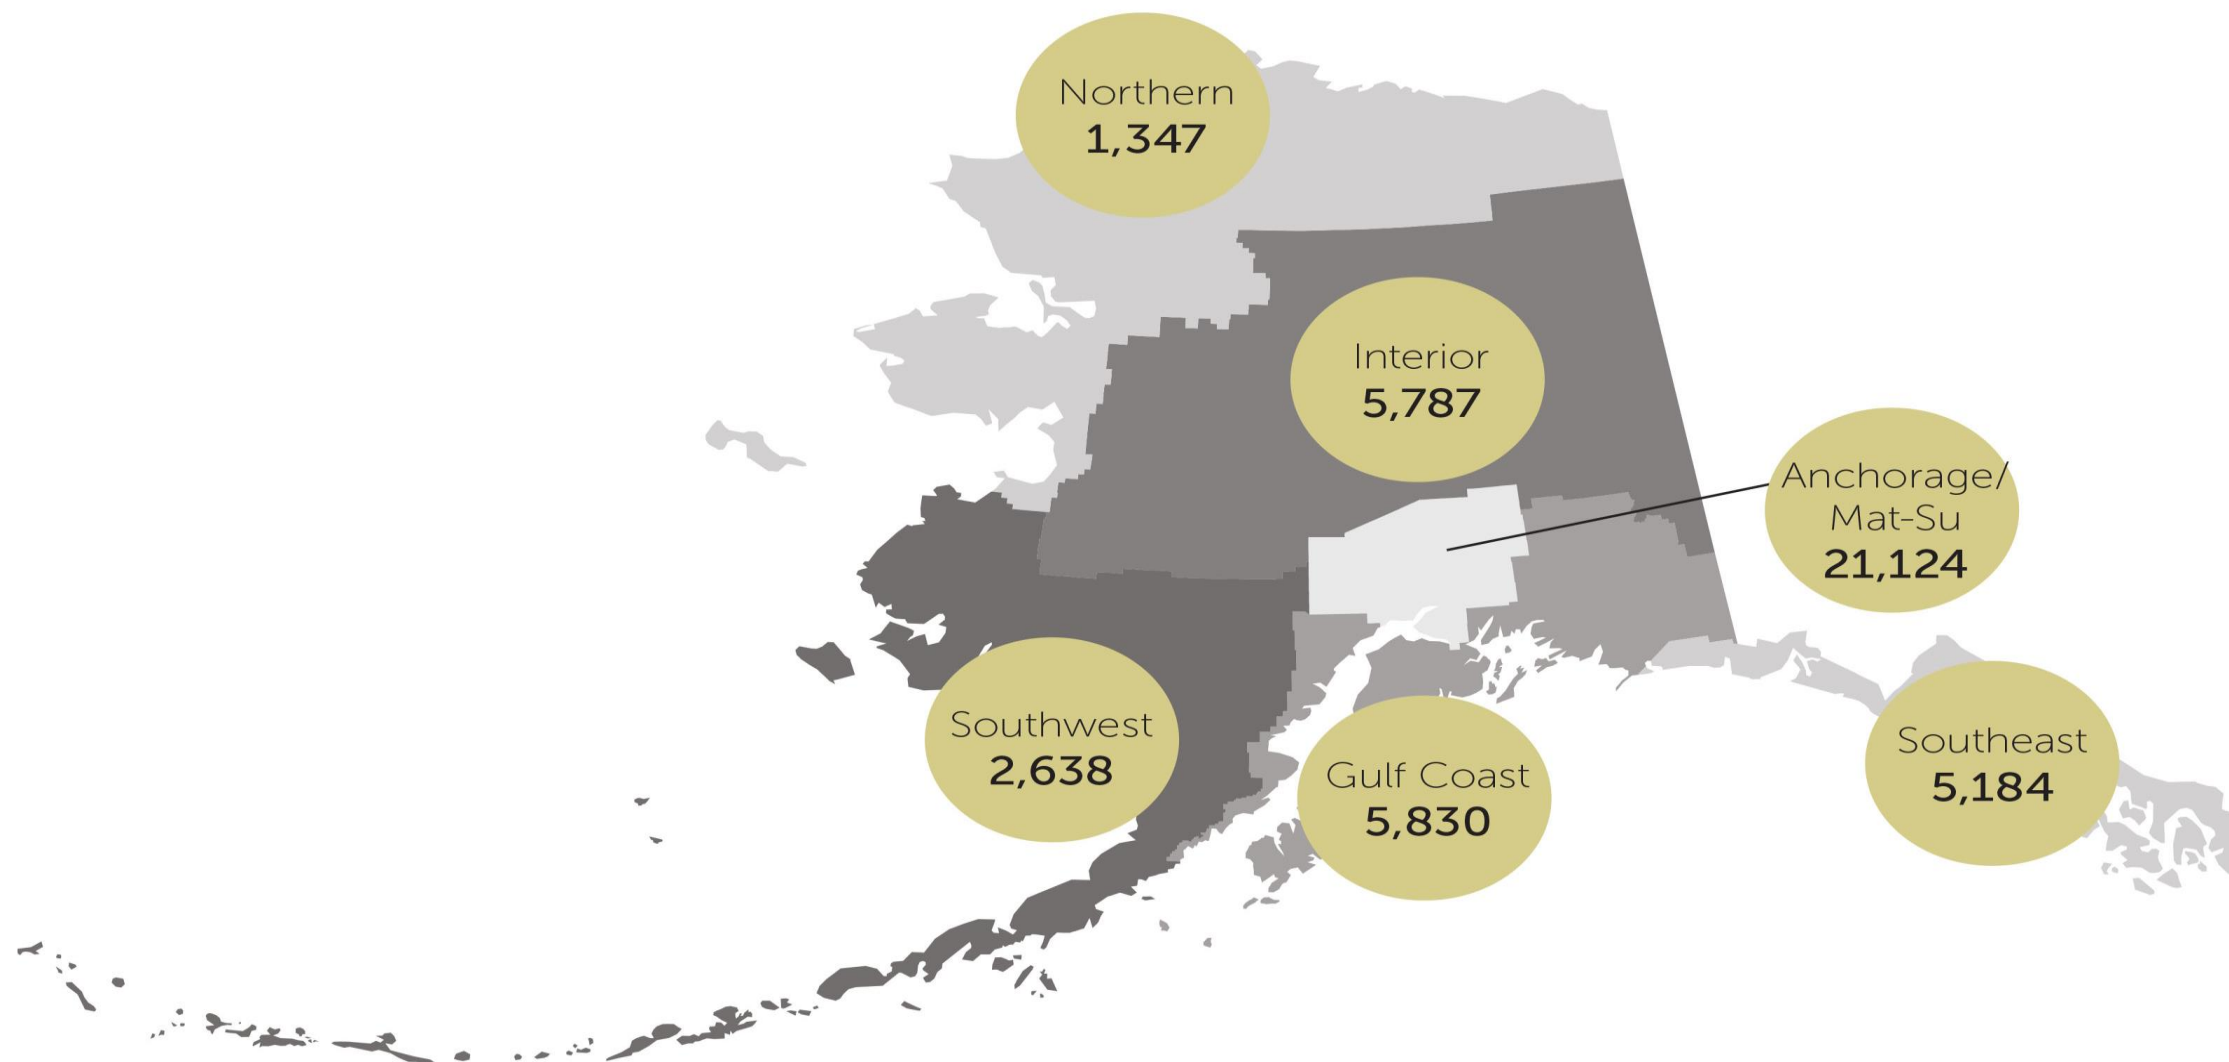 Northern
1,347
Interior
5,787
Anchorage/
Mat-Su
21,124
Southwest
2,638
Gulf Coast
5,830
Southeast
5,184